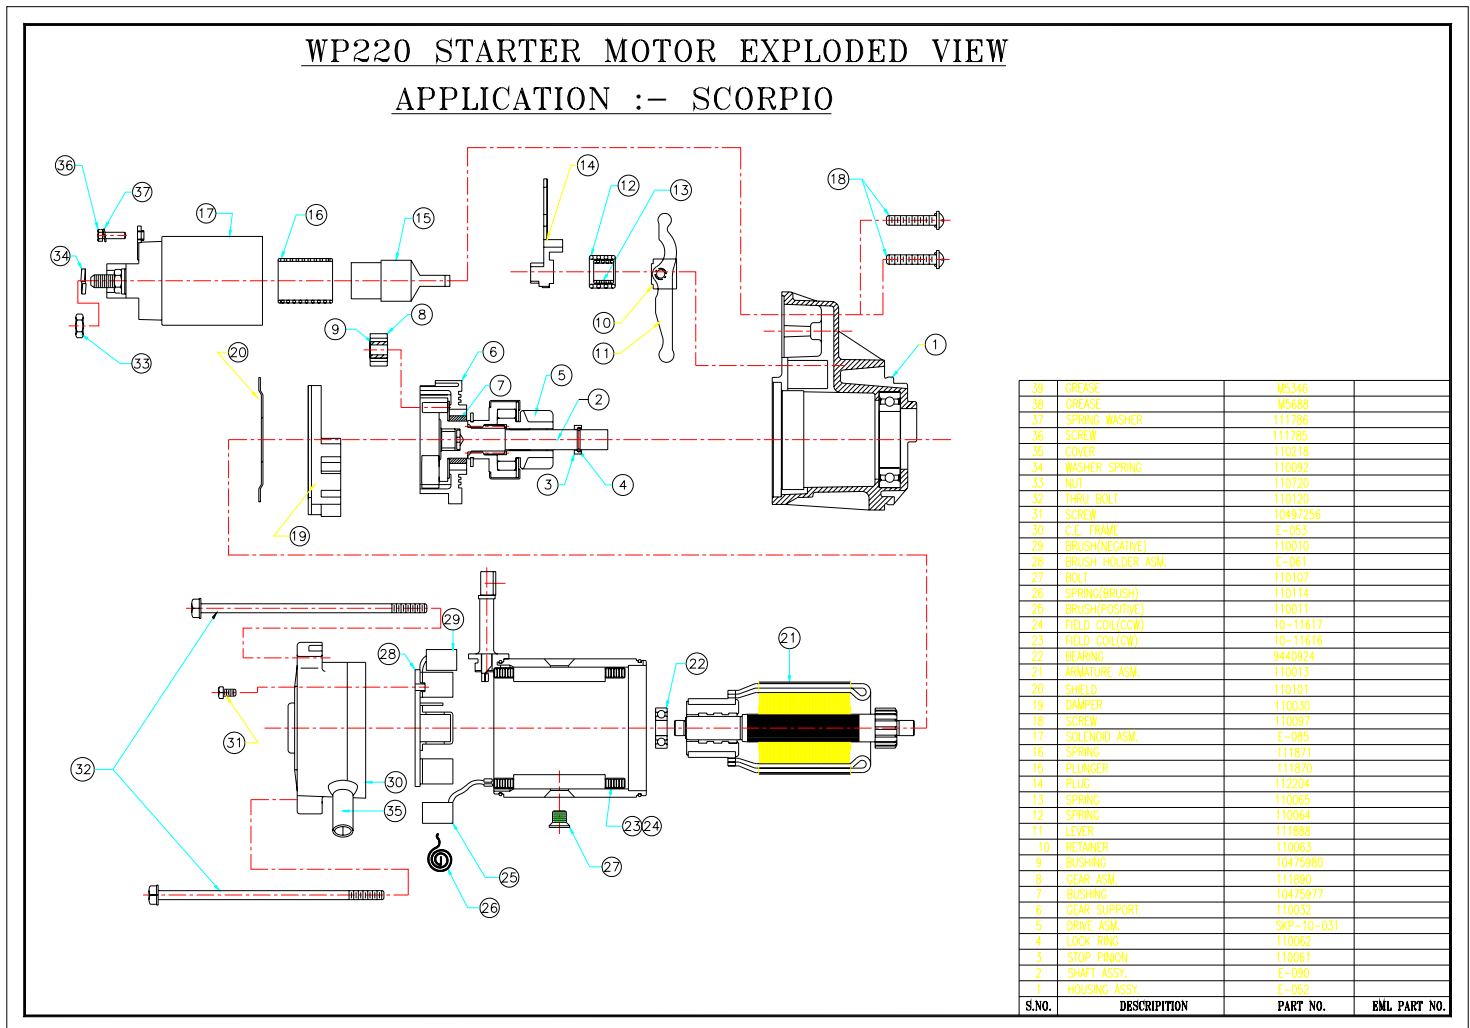 WP220 STARTER MOTOR EXPLODED VIEW
APPLICATION :- SCORPIO
36
37
17
16
15
14
12
13
18
34
33
9
8
10
11
1
20
6
7
5
2
3
4
19
29
28
22
21
31
32
30
35
23 24
27
25
26
39 GREASE M5346
38 GREASE M5688
37 SPRING WASHER 111786
36 SCREW 111785
35 COVER 110218
34 WASHER SPRING 110092
33 NUT 110720
32 THRU BOLT 110120
31 SCREW 10497256
30 C.E. FRAME E-053
29 BRUSH(NEGATIVE) 110010
28 BRUSH HOLDER ASM. E-061
27 BOLT 110107
26 SPRING(BRUSH) 110114
25 BRUSH(POSITIVE) 110011
24 FIELD COIL(CCW) 10-11617
23 FIELD COIL(CW) 10-11616
22 BEARING 9440924
21 ARMATURE ASM. 110013
20 SHIELD 110101
19 DAMPER 110030
18 SCREW 110097
17 SOLENOID ASM. E-085
16 SPRING 111871
15 PLUNGER 111870
14 PLUG 112204
13 SPRING 110065
12 SPRING 110064
11 LEVER 111888
10 RETAINER 110063
9 BUSHING 10475980
8 GEAR ASM. 111890
7 BUSHING 10475977
6 GEAR SUPPORT 110032
5 DRIVE ASM. SKP-10-031
4 LOCK RING 110062
3 STOP PINION 110061
2 SHAFT ASSY. E-090
1 HOUSING ASSY. E-062
S.NO. DESCRIPITION PART NO. EML PART NO.